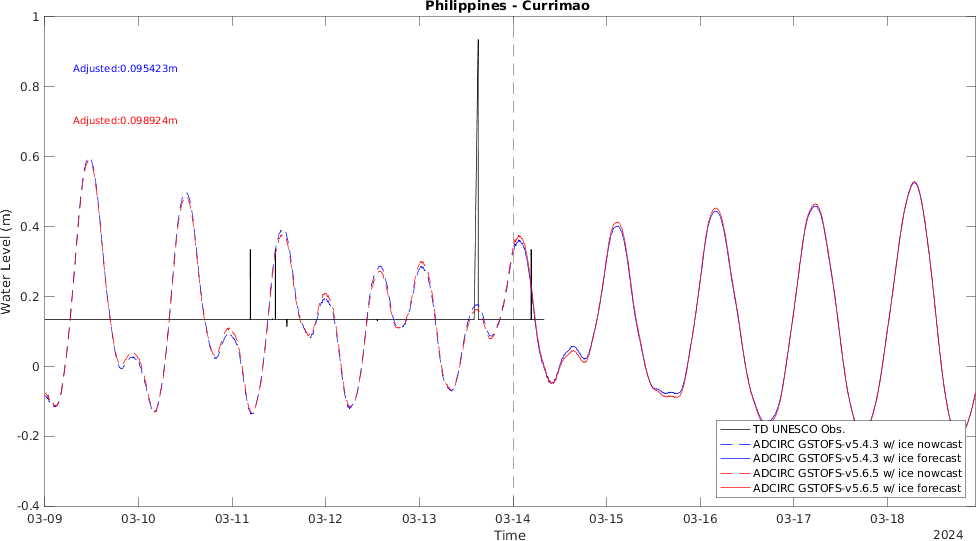 Philippines - Currimao
1
0.8
0.6
0.4
0.2
0
-0.2
-0.4
Water Level (m)
Adjusted:0.095423m
Adjusted:0.098924m
TD UNESCO Obs.
ADCIRC GSTOFS-v5.4.3 w/ ice nowcast
ADCIRC GSTOFS-v5.4.3 w/ ice forecast
ADCIRC GSTOFS-v5.6.5 w/ ice nowcast
ADCIRC GSTOFS-v5.6.5 w/ ice forecast
03-09 03-10 03-11 03-12 03-13 03-14 03-15 03-16 03-17 03-18
Time
2024